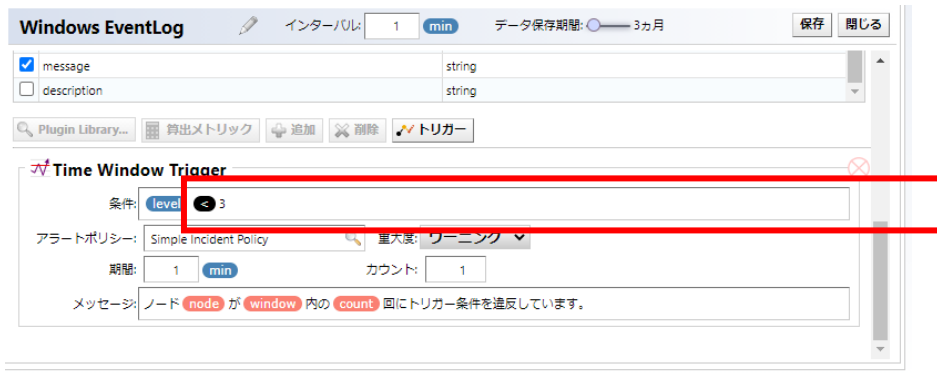 Windows EventLog インターバル: 1 min データ保存期間: 3ヵ月 保存 閉じる
message string
description string
Plugin Library... 算出メトリック 追加 削除 トリガー
Time Window Trigger
条件: level < 3
アラートポリシー: Simple Incident Policy 重大度: ワーニング
期間: 1 min カウント: 1
メッセージ: ノード node が window 内の count 回にトリガー条件を違反しています。